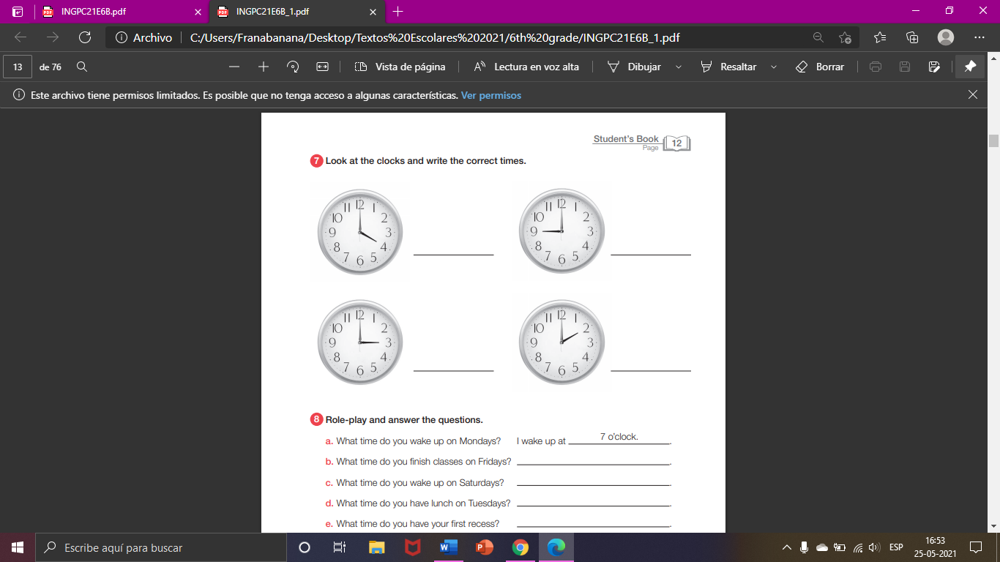 INGPC21E6B.pdf
INGPC21E6B_1.pdf
Archivo
C:/Users/Franabanana/Desktop/Textos%20Escolares%202021/6th%20grade/INGPC21E6B_1.pdf
13 de 76
Vista de página
Lectura en voz alta
Dibujar
Resaltar
Borrar
Este archivo tiene permisos limitados. Es posible que no tenga acceso a algunas características. Ver permisos
Student's Book
Page
12
7 Look at the clocks and write the correct times.
12 1 2 3 4 5 6 7 8 9 10 11
12 1 2 3 4 5 6 7 8 9 10 11
12 1 2 3 4 5 6 7 8 9 10 11
12 1 2 3 4 5 6 7 8 9 10 11
8 Role-play and answer the questions.
a. What time do you wake up on Mondays? I wake up at 7 o'clock.
b. What time do you finish classes on Fridays?
c. What time do you wake up on Saturdays?
d. What time do you have lunch on Tuesdays?
e. What time do you have your first recess?
Escribe aquí para buscar
ESP
16:53
25-05-2021